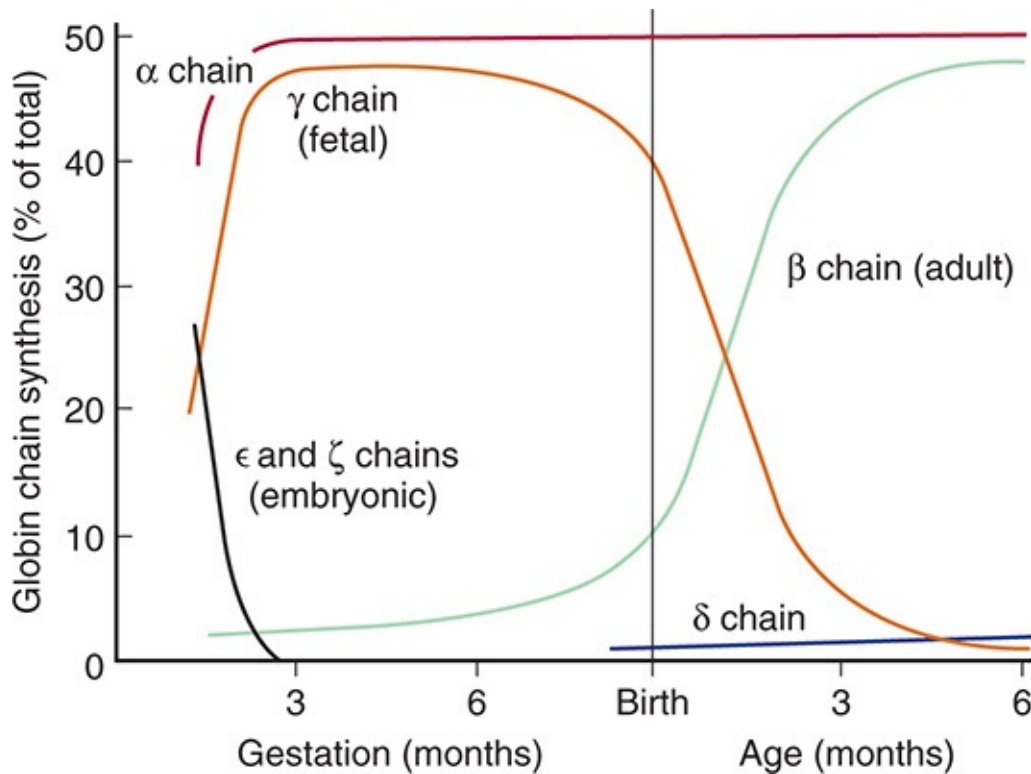 Globin chain synthesis (% of total)
50
40
30
20
10
0
α chain
γ chain
(fetal)
β chain (adult)
ϵ and ζ chains
(embryonic)
δ chain
3
6
Birth
3
6
Gestation (months)
Age (months)